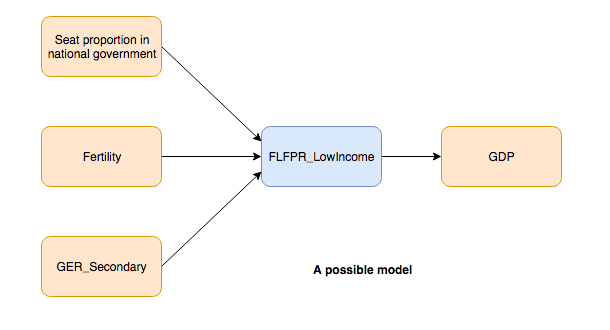 Seat proportion in
national government
Fertility
FLFPR_LowIncome
GDP
GER_Secondary
A possible model